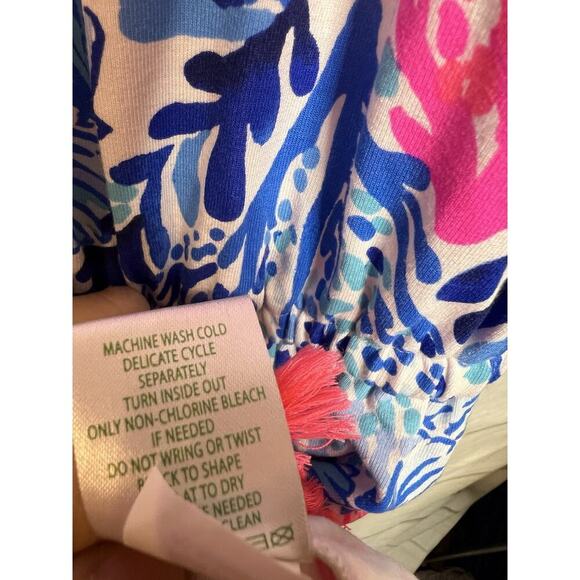 MACHINE WASH COLD
DELICATE CYCLE
SEPARATELY
TURN INSIDE OUT
ONLY NON-CHLORINE BLEACH
IF NEEDED
DO NOT WRING OR TWIST
TO SHAPE
AT TO DRY
NEEDED
CLEAN